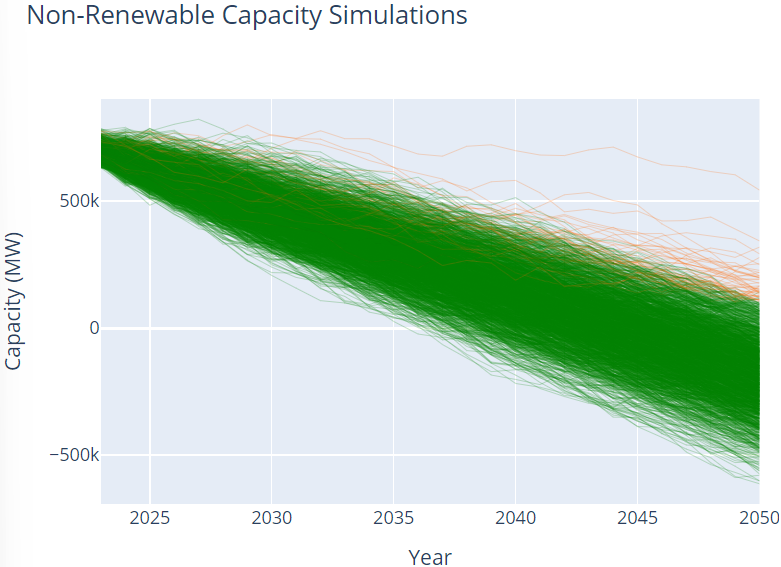 Non-Renewable Capacity Simulations
Capacity (MW)
500k
0
−500k
2025 2030 2035 2040 2045 2050
Year